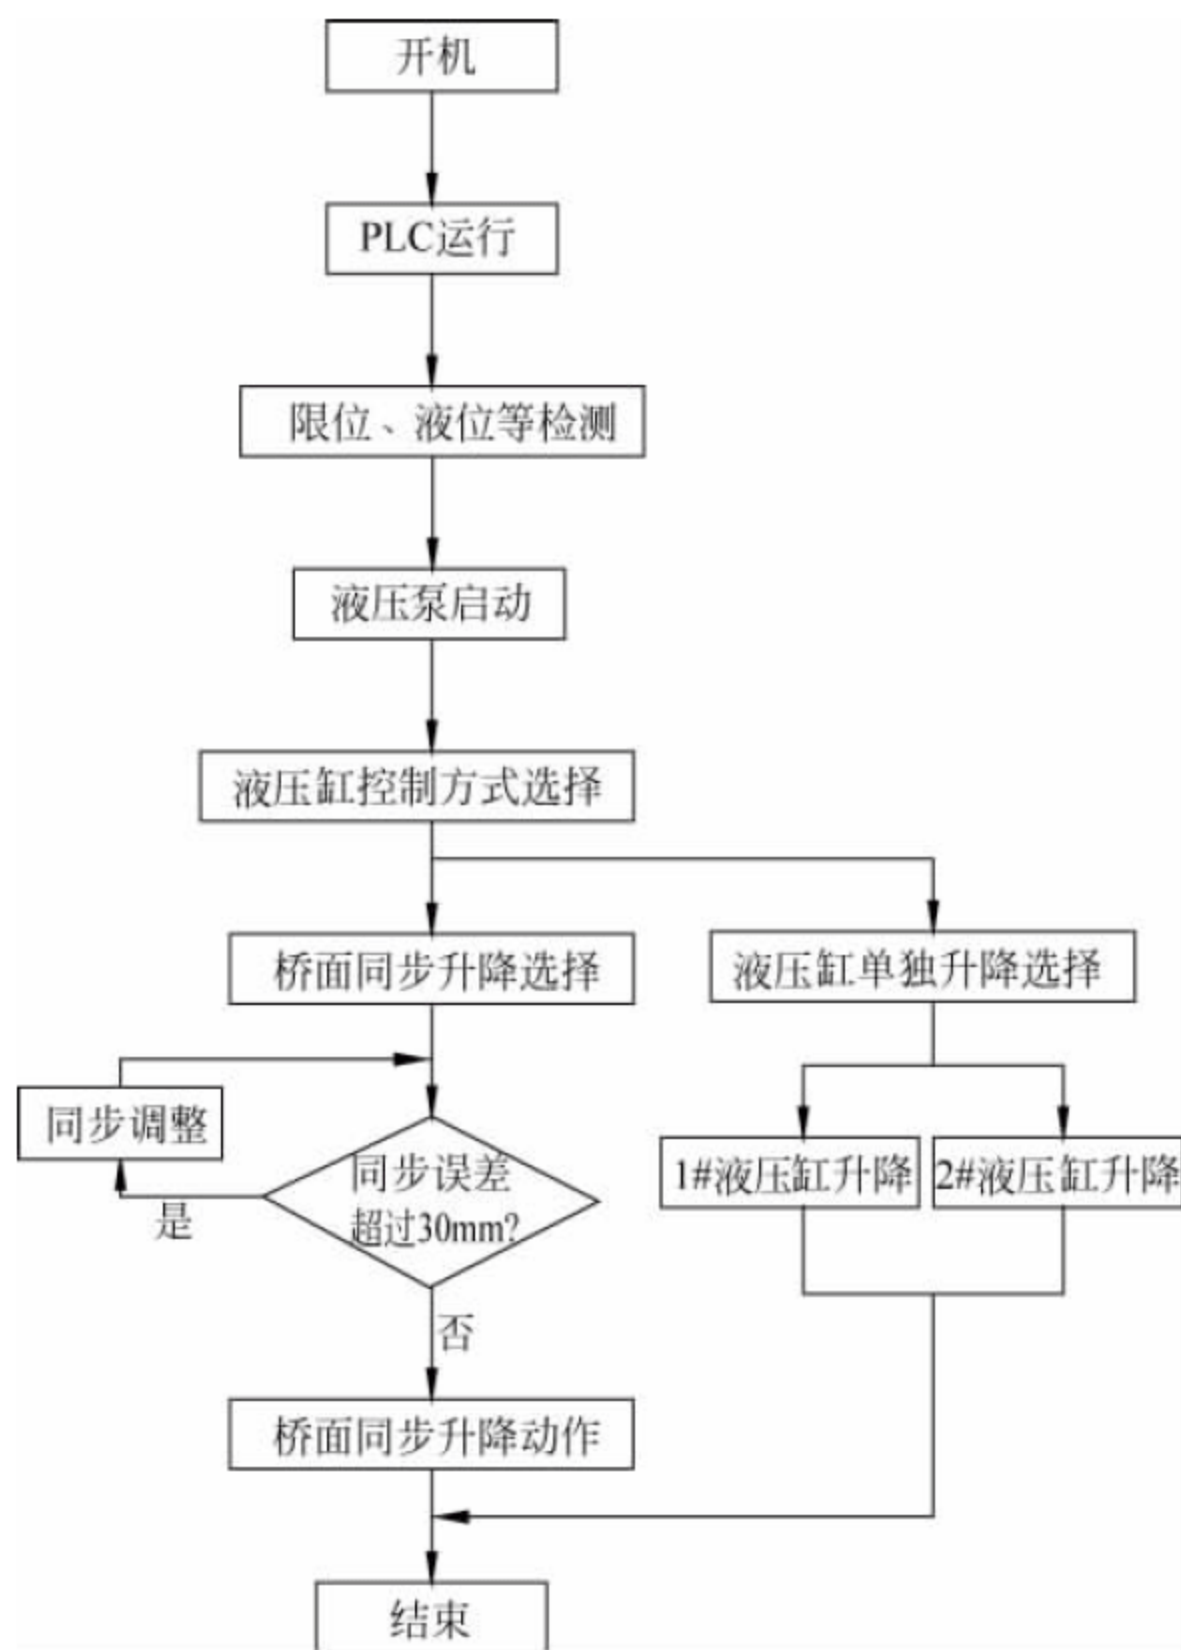 开机
PLC运行
限位、液位等检测
液压泵启动
液压缸控制方式选择
桥面同步升降选择
液压缸单独升降选择
同步调整
同步误差
超过30mm?
1#液压缸升降
2#液压缸升降
是
否
桥面同步升降动作
结束